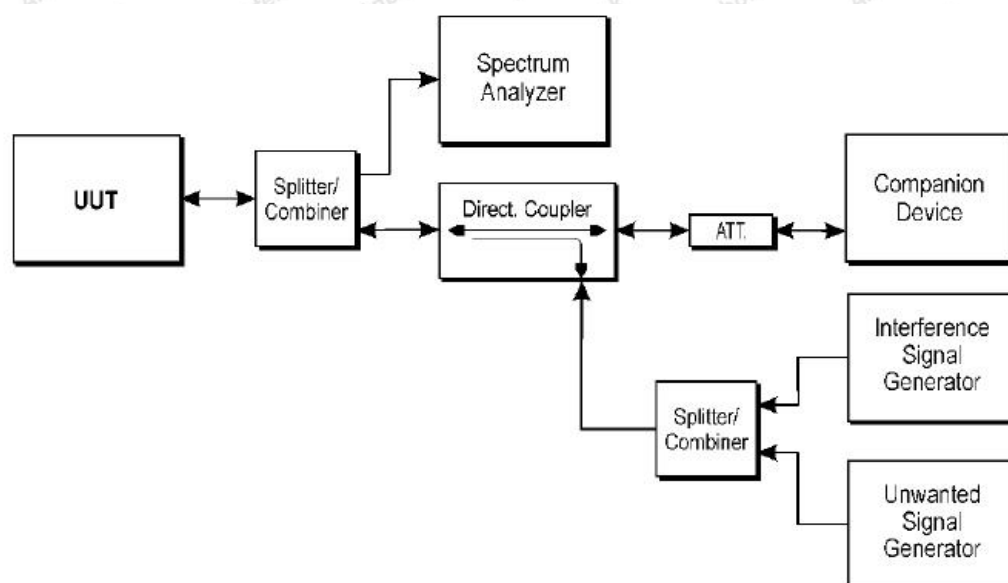 Spectrum
Analyzer
UUT
Splitter/
Combiner
Direct. Coupler
ATT.
Companion
Device
Interference
Signal
Generator
Splitter/
Combiner
Unwanted
Signal
Generator